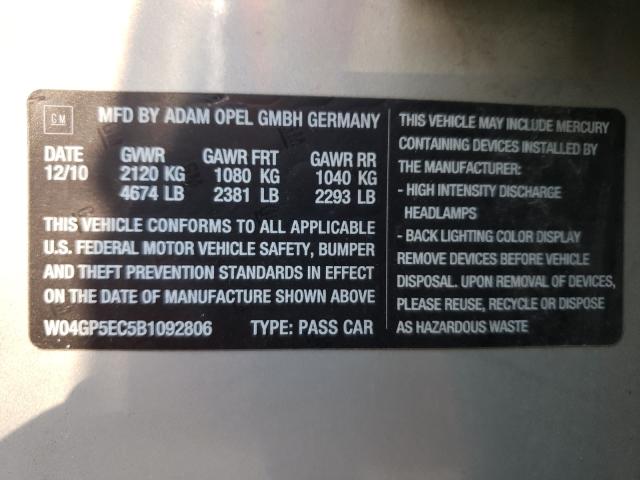 GM
MFD BY ADAM OPEL GMBH GERMANY
DATE GVWR GAWR FRT GAWR RR
12/10 2120 KG 1080 KG 1040 KG
4674 LB 2381 LB 2293 LB
THIS VEHICLE CONFORMS TO ALL APPLICABLE
U.S. FEDERAL MOTOR VEHICLE SAFETY, BUMPER
AND THEFT PREVENTION STANDARDS IN EFFECT
ON THE DATE OF MANUFACTURE SHOWN ABOVE
W04GP5EC5B1092806 TYPE: PASS CAR
THIS VEHICLE MAY INCLUDE MERCURY
CONTAINING DEVICES INSTALLED BY
THE MANUFACTURER:
- HIGH INTENSITY DISCHARGE
HEADLAMPS
- BACK LIGHTING COLOR DISPLAY
REMOVE DEVICES BEFORE VEHICLE
DISPOSAL. UPON REMOVAL OF DEVICES,
PLEASE REUSE, RECYCLE OR DISPOSE
AS HAZARDOUS WASTE